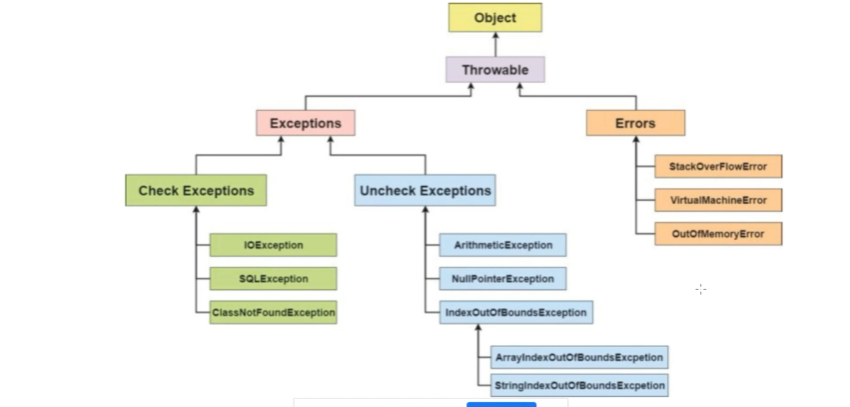 Object
Throwable
Exceptions
Errors
Check Exceptions
Uncheck Exceptions
StackOverFlowError
VirtualMachineError
OutOfMemoryError
IOException
SQLException
ClassNotFoundException
ArithmeticException
NullPointerException
IndexOutOfBoundsException
ArrayIndexOutOfBoundsExcpetion
StringIndexOutOfBoundsExcpetion